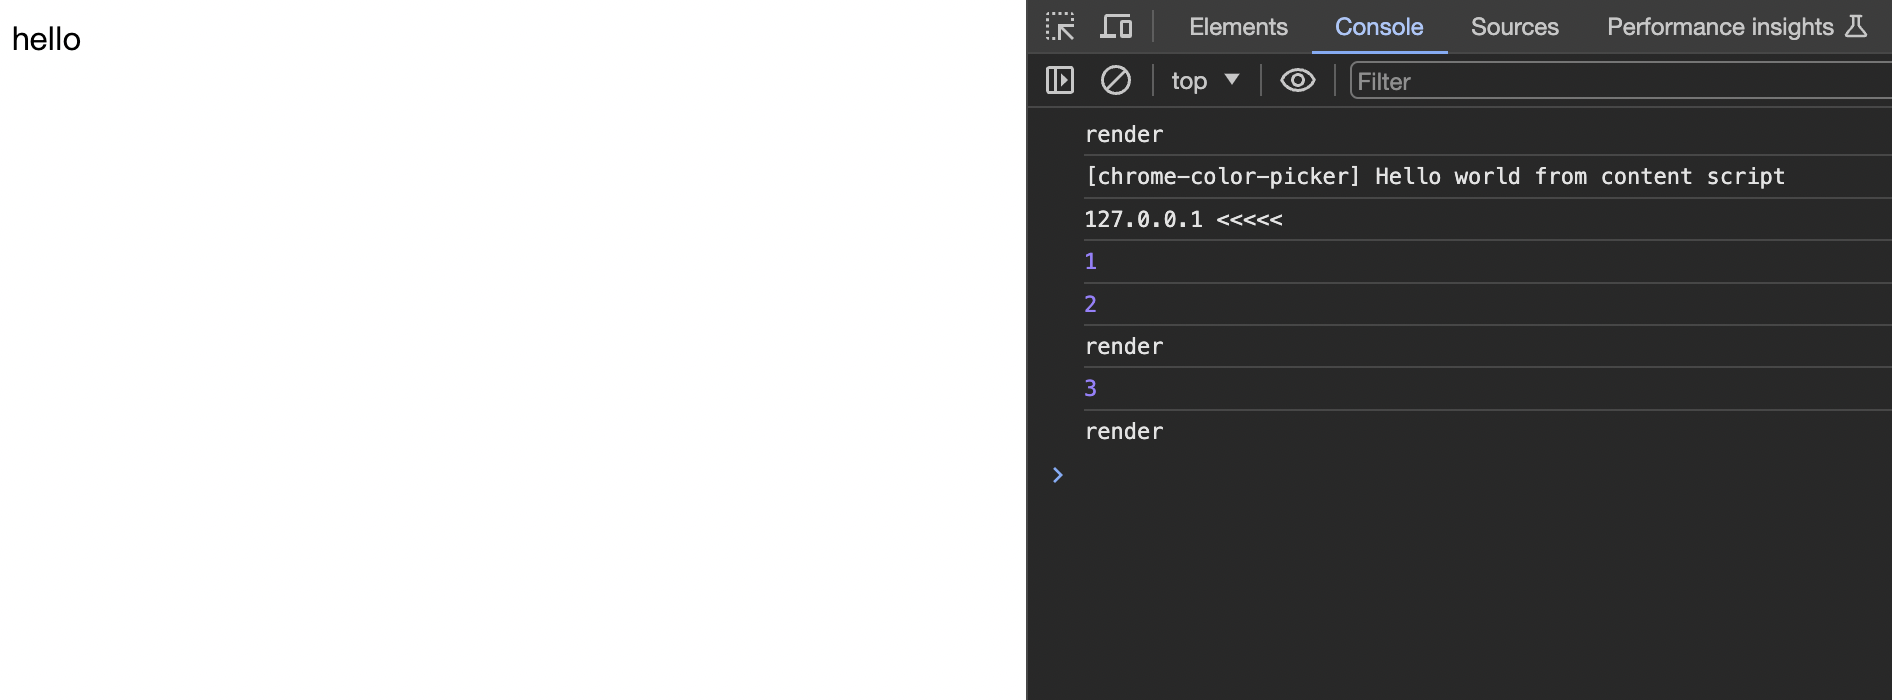 hello
Elements Console Sources Performance insights
top Filter
render
[chrome-color-picker] Hello world from content script
127.0.0.1 <<<<<
1
2
render
3
render